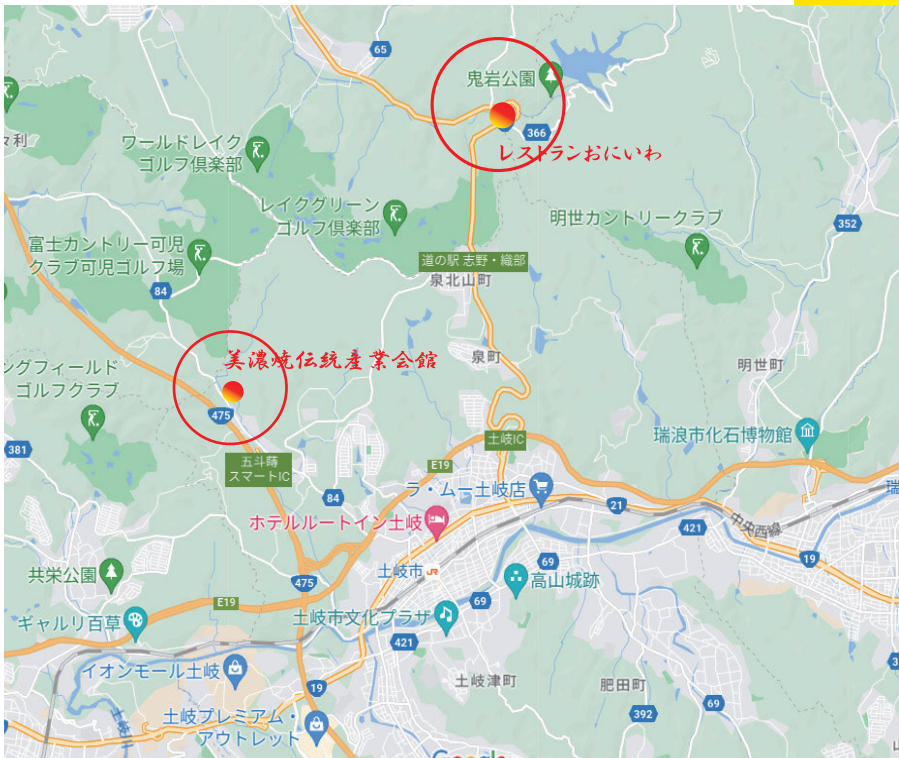 65
鬼岩公園
366
レストランおにいわ
ワールドレイク
ゴルフ倶楽部
レイクグリーン
ゴルフ倶楽部
明世カントリークラブ
352
富士カントリー可児
クラブ可児ゴルフ場
84
道の駅 志野・織部
泉北山町
美濃焼伝統産業会館
泉町
明世町
ングフィールド
ゴルフクラブ
475
381
五斗蒔
スマートIC
土岐IC
瑞浪市化石博物館
E19
84
ラ・ムー土岐店
21
ホテルルートイン土岐
421
中央西線
19
共栄公園
475
土岐市
JR
69
高山城跡
E19
69
ギャルリ百草
土岐市文化プラザ
421
イオンモール土岐
19
土岐津町
肥田町
69
392
土岐川
土岐プレミアム・
アウトレット